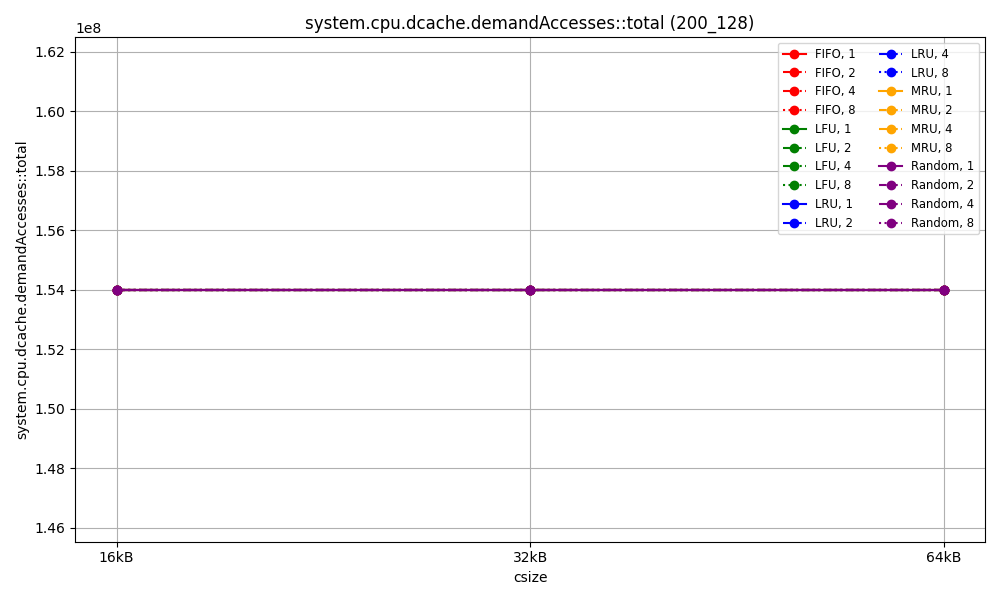 system.cpu.dcache.demandAccesses::total (200_128)
1e8
1.62
1.60
1.58
1.56
1.54
1.52
1.50
1.48
1.46
system.cpu.dcache.demandAccesses::total
FIFO, 1
FIFO, 2
FIFO, 4
FIFO, 8
LFU, 1
LFU, 2
LFU, 4
LFU, 8
LRU, 1
LRU, 2
LRU, 4
LRU, 8
MRU, 1
MRU, 2
MRU, 4
MRU, 8
Random, 1
Random, 2
Random, 4
Random, 8
16kB
32kB
64kB
csize